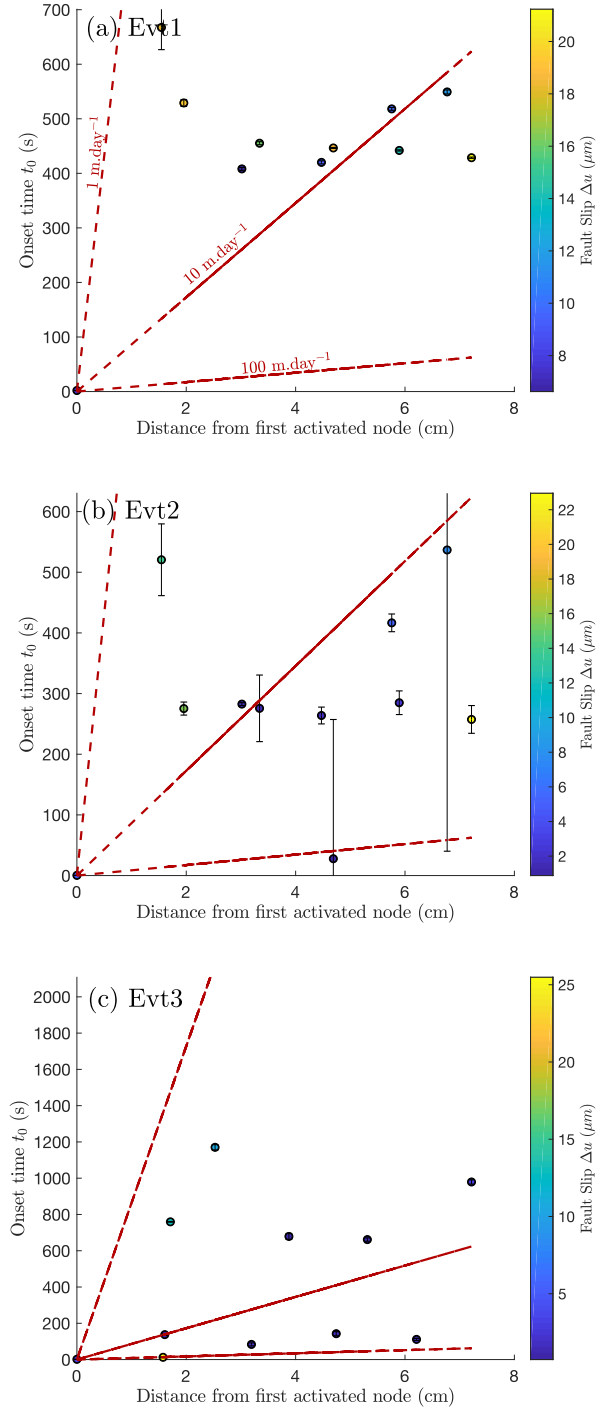 (a) Evt1
700
600
500
400
300
200
100
0
Onset time t₀ (s)
1 m.day⁻¹
10 m.day⁻¹
100 m.day⁻¹
0 2 4 6 8
Distance from first activated node (cm)
20
18
16
14
12
10
8
Fault Slip Δu (μm)
(b) Evt2
600
500
400
300
200
100
0
Onset time t₀ (s)
0 2 4 6 8
Distance from first activated node (cm)
22
20
18
16
14
12
10
8
6
4
2
Fault Slip Δu (μm)
(c) Evt3
2000
1800
1600
1400
1200
1000
800
600
400
200
0
Onset time t₀ (s)
0 2 4 6 8
Distance from first activated node (cm)
25
20
15
10
5
Fault Slip Δu (μm)